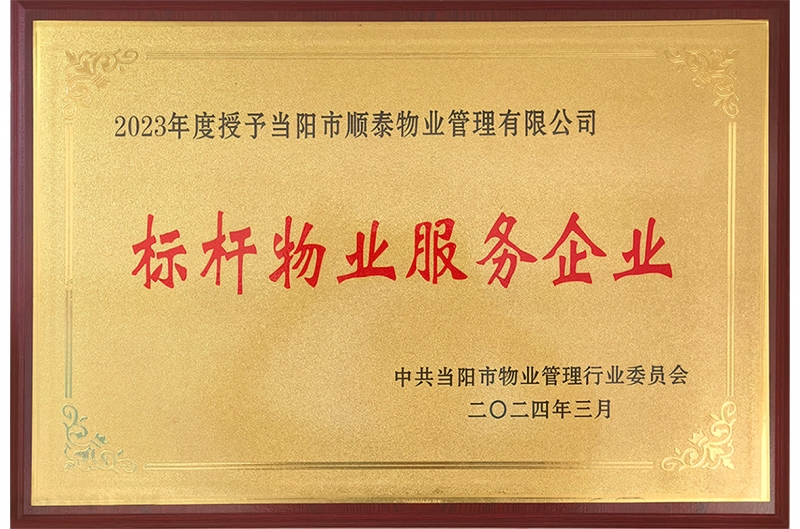 2023年度授予当阳市顺泰物业管理有限公司
标杆物业服务企业
中共当阳市物业管理行业委员会
二〇二四年三月